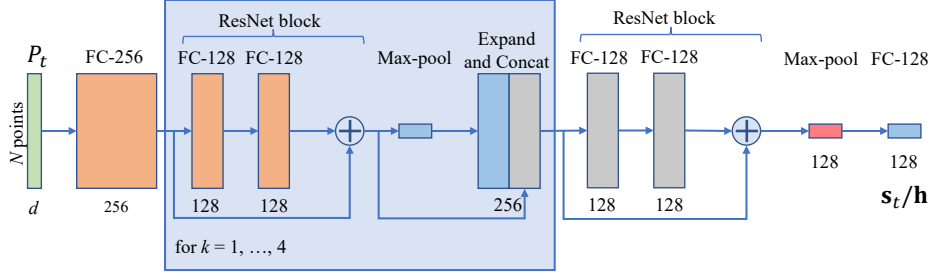 ResNet block
ResNet block
P_t
FC-256
FC-128
FC-128
Max-pool
Expand
and Concat
FC-128
FC-128
Max-pool
FC-128
N points
d
256
128
128
256
128
128
128
128
s_t/h
for k = 1, …, 4